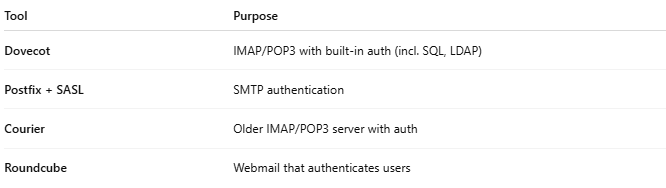 Tool Purpose
Dovecot IMAP/POP3 with built-in auth (incl. SQL, LDAP)
Postfix + SASL SMTP authentication
Courier Older IMAP/POP3 server with auth
Roundcube Webmail that authenticates users